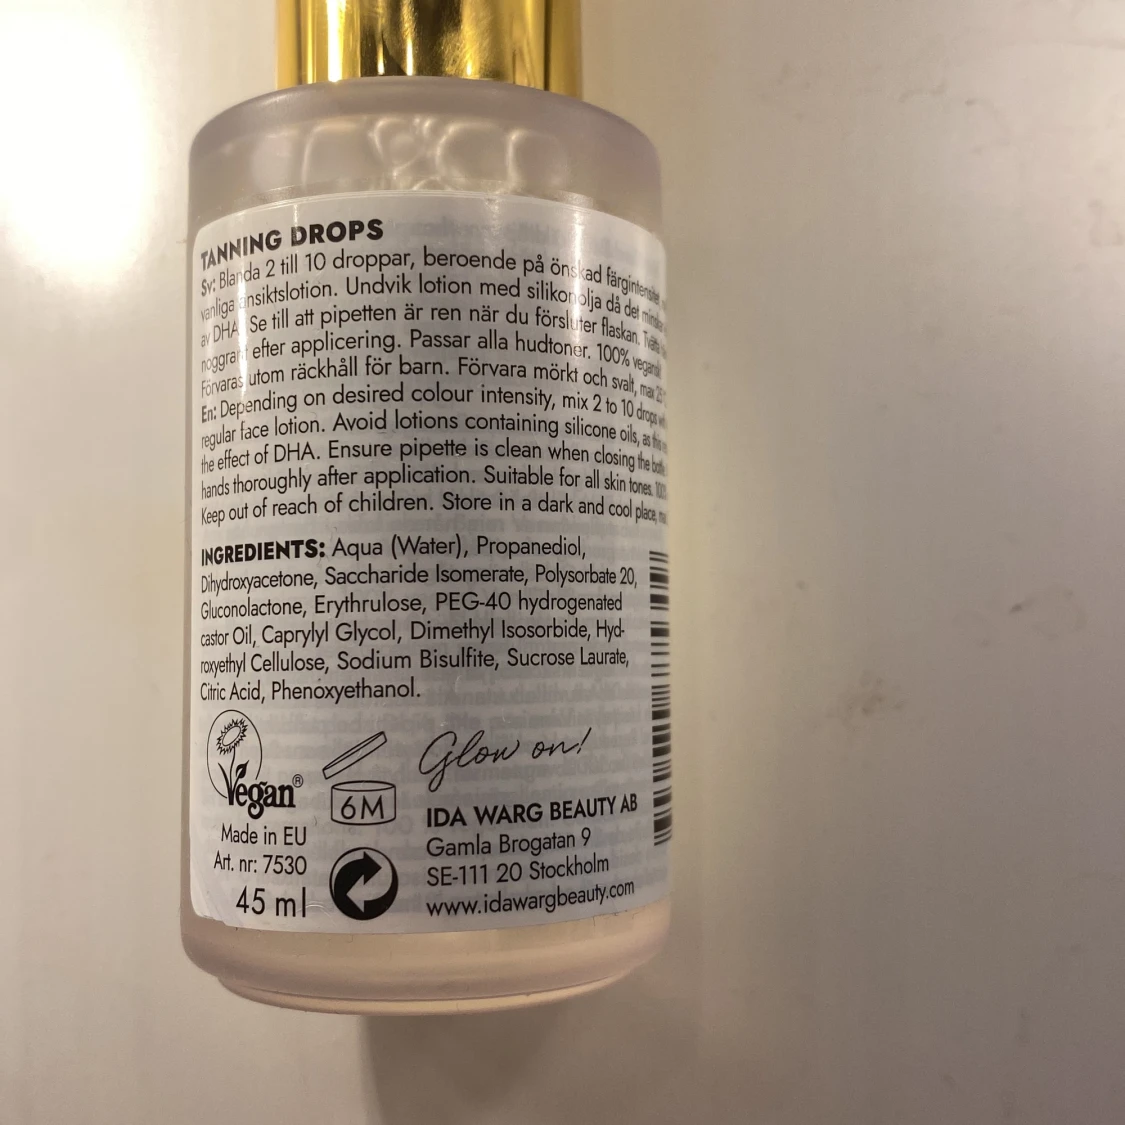 TANNING DROPS
Sv: Blanda 2 till 10 droppar, beroende på önskad färgintensitet,
vanliga ansiktslotion. Undvik lotion med silikonolja då det minskar
av DHA. Se till att pipetten är ren när du försluter flaskan. Tvätta
noggrant efter applicering. Passar alla hudtoner. 100% vegansk
Förvaras utom räckhåll för barn. Förvara mörkt och svalt, max 25
En: Depending on desired colour intensity, mix 2 to 10 drops with
regular face lotion. Avoid lotions containing silicone oils, as this
the effect of DHA. Ensure pipette is clean when closing the bottle.
hands thoroughly after application. Suitable for all skin tones. 100%
Keep out of reach of children. Store in a dark and cool place,
INGREDIENTS: Aqua (Water), Propanediol,
Dihydroxyacetone, Saccharide Isomerate, Polysorbate 20,
Gluconolactone, Erythrulose, PEG-40 hydrogenated
castor Oil, Caprylyl Glycol, Dimethyl Isosorbide, Hyd-
roxyethyl Cellulose, Sodium Bisulfite, Sucrose Laurate,
Citric Acid, Phenoxyethanol.
Vegan®
Made in EU
Art. nr: 7530
45 ml
6M
Glow on!
IDA WARG BEAUTY AB
Gamla Brogatan 9
SE-111 20 Stockholm
www.idawargbeauty.com